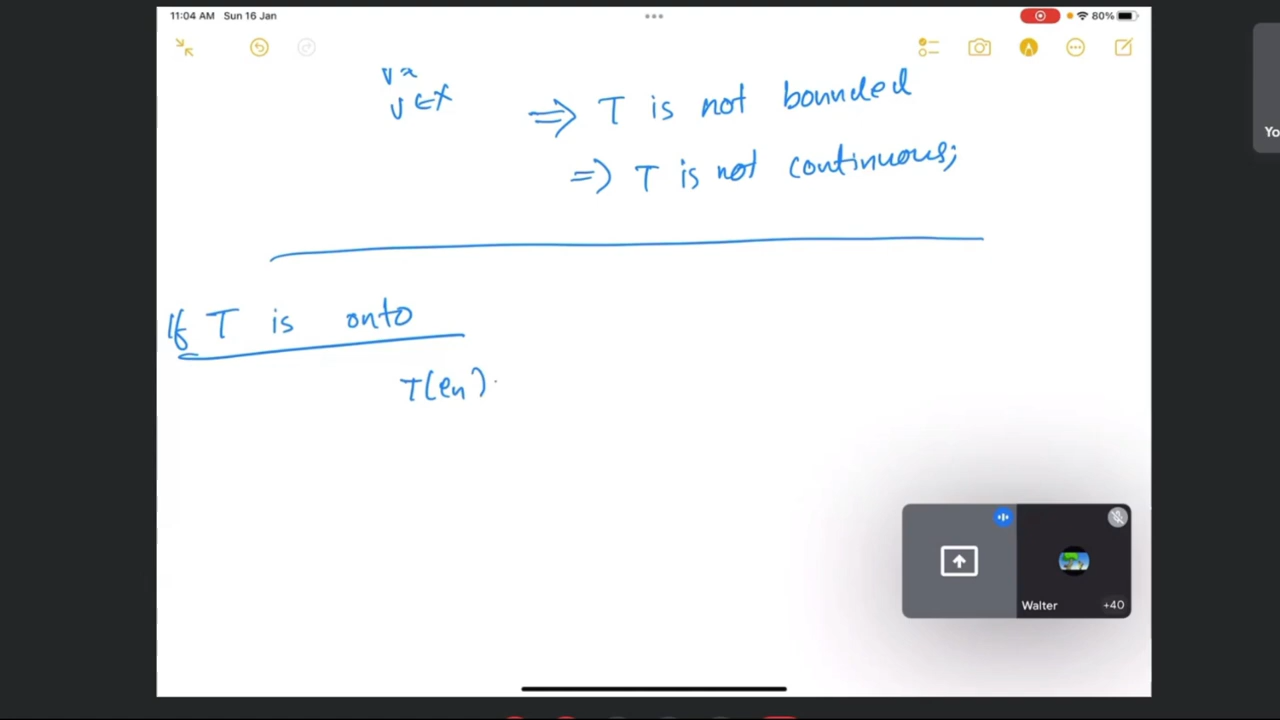 11:04 AM Sun 16 Jan
80%
∀x
v ∈ X
⇒ T is not bounded
⇒ T is not continuous;
Yo
If T is onto
T(en)
Walter +40